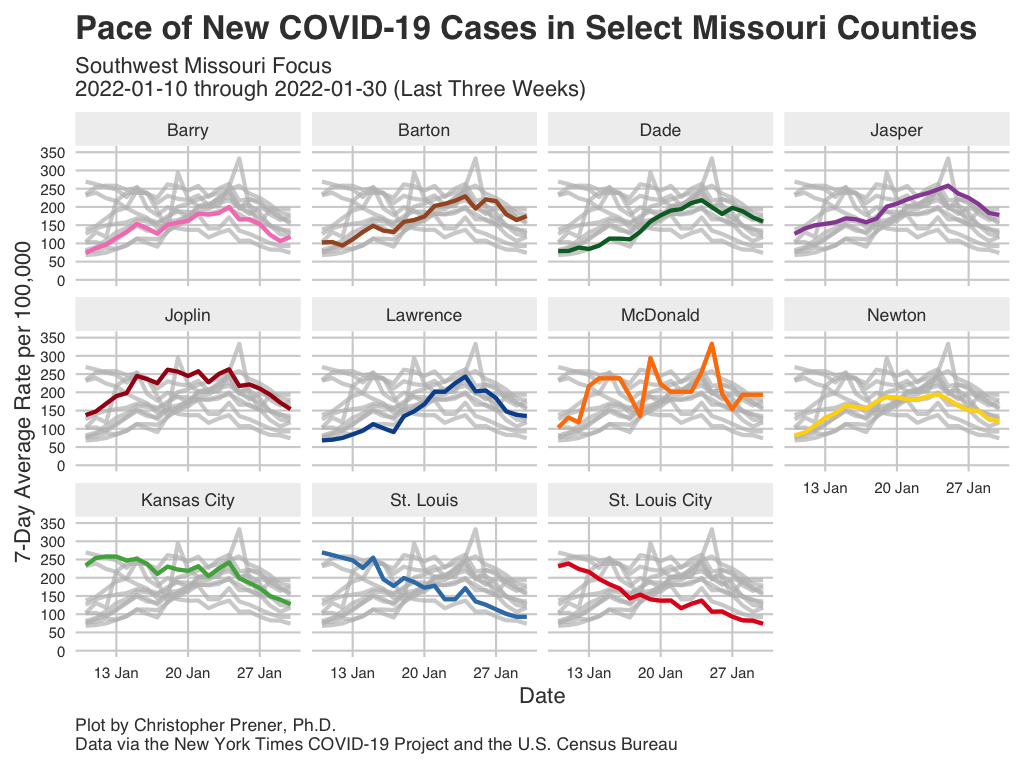 Pace of New COVID-19 Cases in Select Missouri Counties
Southwest Missouri Focus
2022-01-10 through 2022-01-30 (Last Three Weeks)
Barry Barton Dade Jasper
350
300
250
200
150
100
50
0
Joplin Lawrence McDonald Newton
350
300
250
200
150
100
50
0
13 Jan 20 Jan 27 Jan
Kansas City St. Louis St. Louis City
350
300
250
200
150
100
50
0
13 Jan 20 Jan 27 Jan 13 Jan 20 Jan 27 Jan 13 Jan 20 Jan 27 Jan
7-Day Average Rate per 100,000
Date
Plot by Christopher Prener, Ph.D.
Data via the New York Times COVID-19 Project and the U.S. Census Bureau